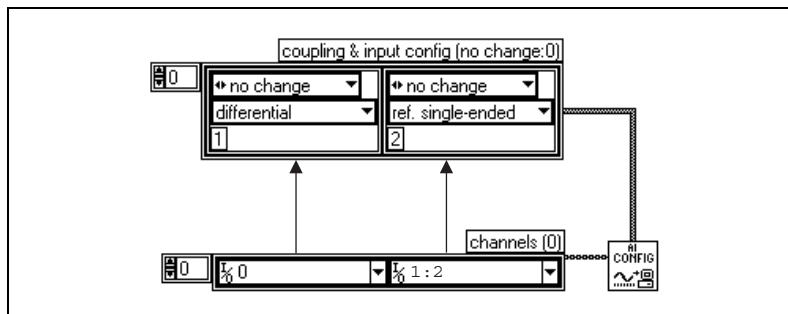 coupling & input config (no change:0)
0
no change
no change
differential
ref. single-ended
1
2
channels (0)
0
I/O 0
I/O 1:2
AI
CONFIG